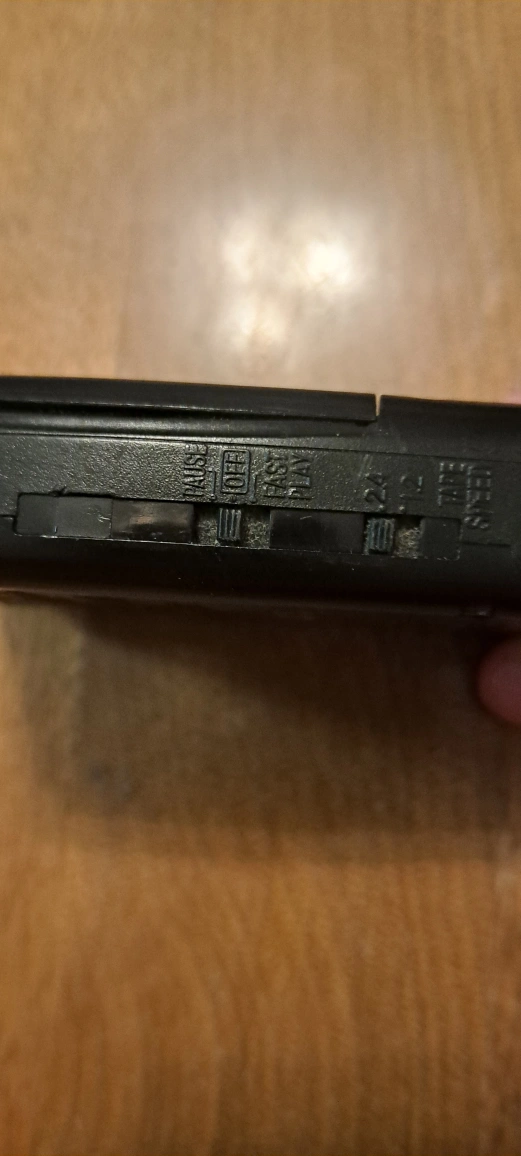 PAUSE
OFF
FAST
PLAY
2.4
1.2
TAPE
SPEED